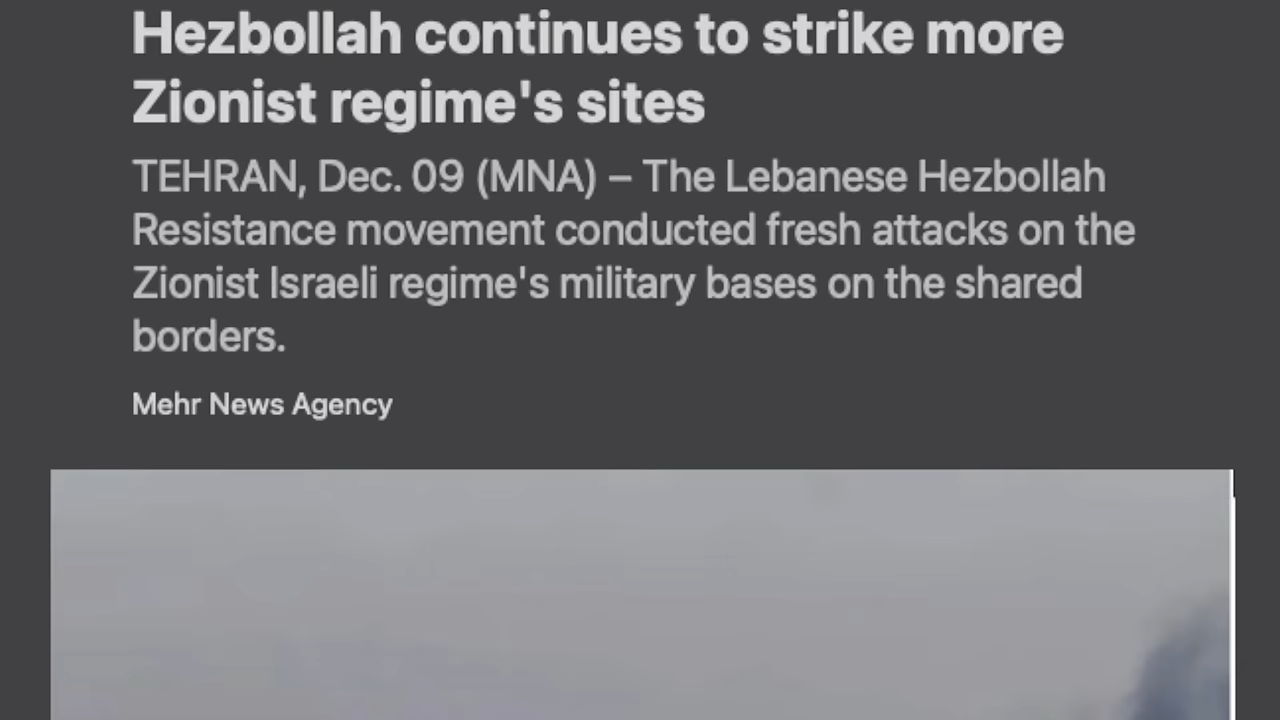 Hezbollah continues to strike more
Zionist regime's sites
TEHRAN, Dec. 09 (MNA) – The Lebanese Hezbollah
Resistance movement conducted fresh attacks on the
Zionist Israeli regime's military bases on the shared
borders.
Mehr News Agency